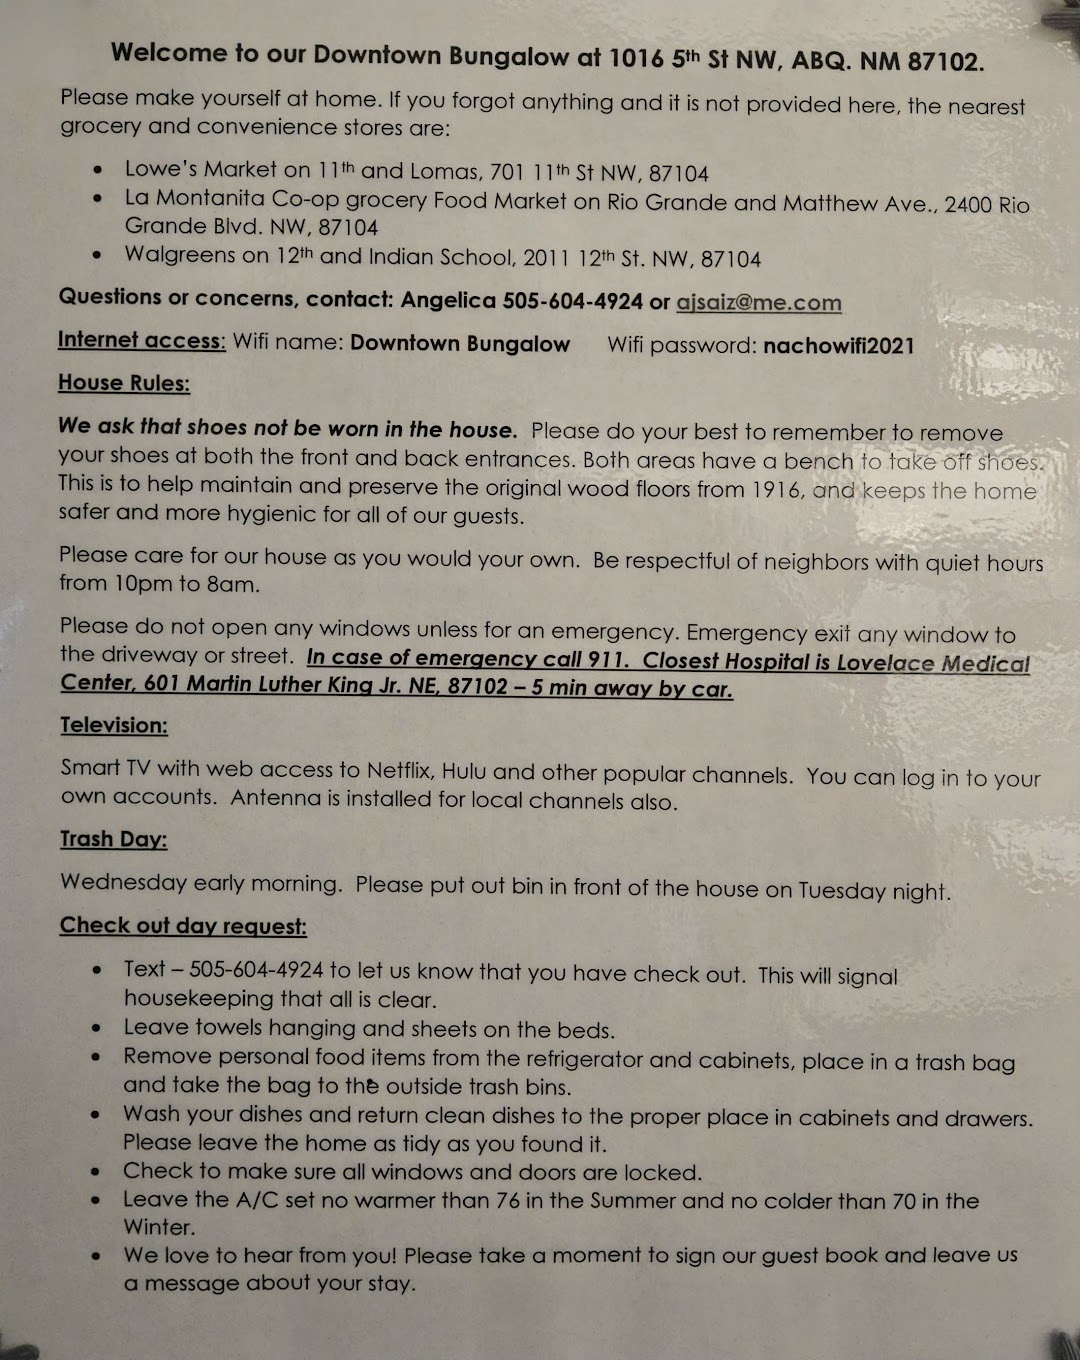 Welcome to our Downtown Bungalow at 1016 5th St NW, ABQ. NM 87102.
Please make yourself at home. If you forgot anything and it is not provided here, the nearest
grocery and convenience stores are:
• Lowe's Market on 11th and Lomas, 701 11th St NW, 87104
• La Montanita Co-op grocery Food Market on Rio Grande and Matthew Ave., 2400 Rio
Grande Blvd. NW, 87104
• Walgreens on 12th and Indian School, 2011 12th St. NW, 87104
Questions or concerns, contact: Angelica 505-604-4924 or ajsaiz@me.com
Internet access: Wifi name: Downtown Bungalow Wifi password: nachowifi2021
House Rules:
We ask that shoes not be worn in the house. Please do your best to remember to remove
your shoes at both the front and back entrances. Both areas have a bench to take off shoes.
This is to help maintain and preserve the original wood floors from 1916, and keeps the home
safer and more hygienic for all of our guests.
Please care for our house as you would your own. Be respectful of neighbors with quiet hours
from 10pm to 8am.
Please do not open any windows unless for an emergency. Emergency exit any window to
the driveway or street. In case of emergency call 911. Closest Hospital is Lovelace Medical
Center, 601 Martin Luther King Jr. NE, 87102 – 5 min away by car.
Television:
Smart TV with web access to Netflix, Hulu and other popular channels. You can log in to your
own accounts. Antenna is installed for local channels also.
Trash Day:
Wednesday early morning. Please put out bin in front of the house on Tuesday night.
Check out day request:
• Text – 505-604-4924 to let us know that you have check out. This will signal
housekeeping that all is clear.
• Leave towels hanging and sheets on the beds.
• Remove personal food items from the refrigerator and cabinets, place in a trash bag
and take the bag to the outside trash bins.
• Wash your dishes and return clean dishes to the proper place in cabinets and drawers.
Please leave the home as tidy as you found it.
• Check to make sure all windows and doors are locked.
• Leave the A/C set no warmer than 76 in the Summer and no colder than 70 in the
Winter.
• We love to hear from you! Please take a moment to sign our guest book and leave us
a message about your stay.